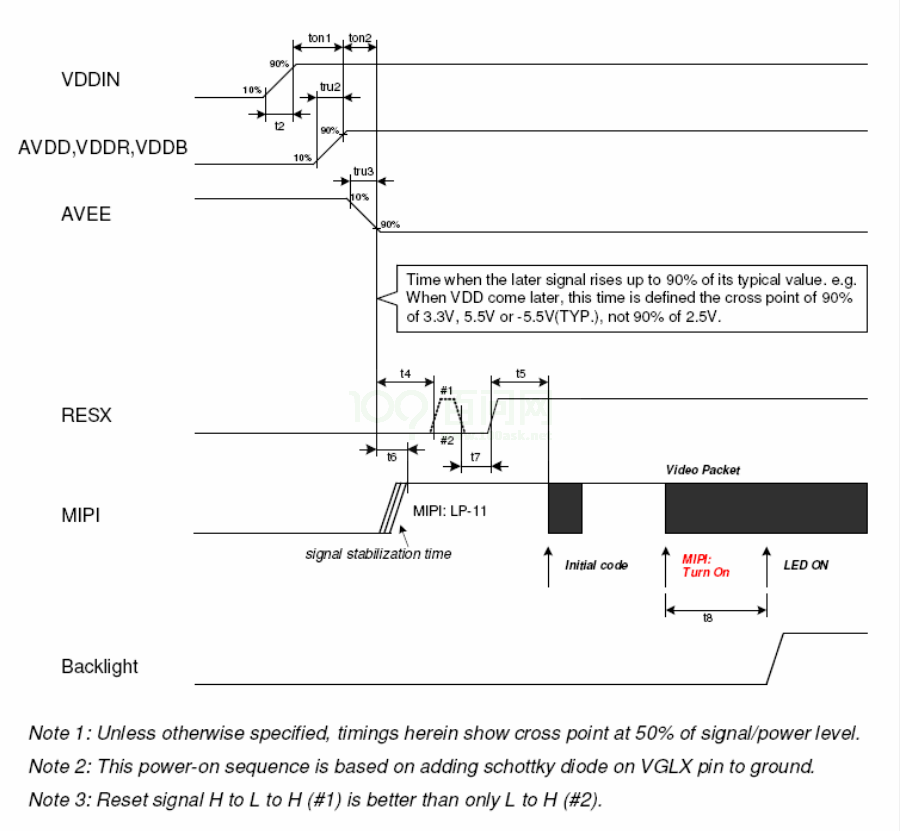 ton1 ton2
90%
VDDIN
10%
tru2
t2
90%
AVDD,VDDR,VDDB
10%
tru3
10%
AVEE
90%
Time when the later signal rises up to 90% of its typical value. e.g.
When VDD come later, this time is defined the cross point of 90%
of 3.3V, 5.5V or -5.5V(TYP.), not 90% of 2.5V.
t4
t5
#1
RESX
百问网
#2
t6
t7
Video Packet
MIPI
MIPI: LP-11
signal stabilization time
Initial code
MIPI:
Turn On
LED ON
t8
Backlight
Note 1: Unless otherwise specified, timings herein show cross point at 50% of signal/power level.
Note 2: This power-on sequence is based on adding schottky diode on VGLX pin to ground.
Note 3: Reset signal H to L to H (#1) is better than only L to H (#2).